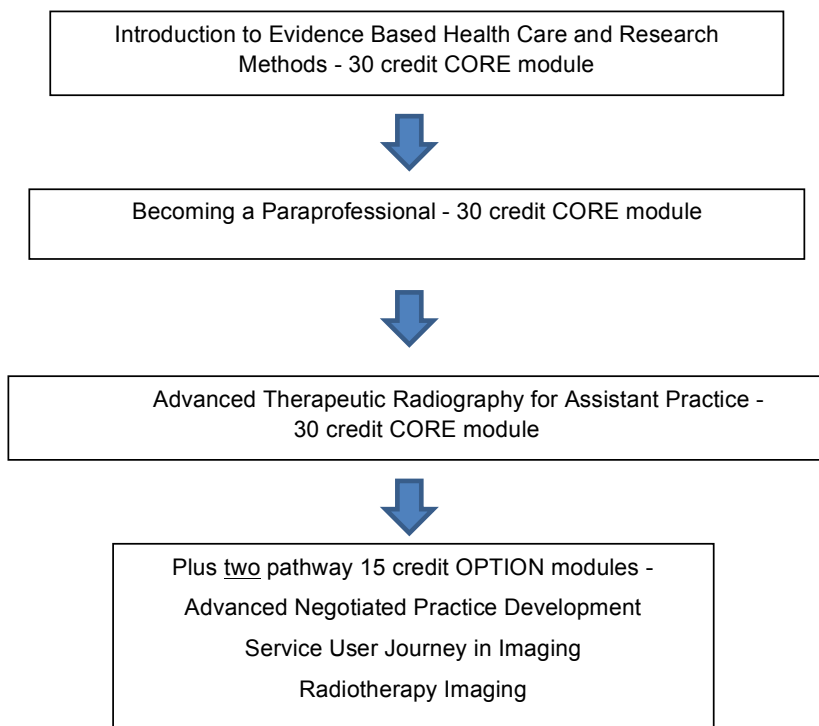 Introduction to Evidence Based Health Care and Research
Methods - 30 credit CORE module
Becoming a Paraprofessional - 30 credit CORE module
Advanced Therapeutic Radiography for Assistant Practice -
30 credit CORE module
Plus two pathway 15 credit OPTION modules -
Advanced Negotiated Practice Development
Service User Journey in Imaging
Radiotherapy Imaging